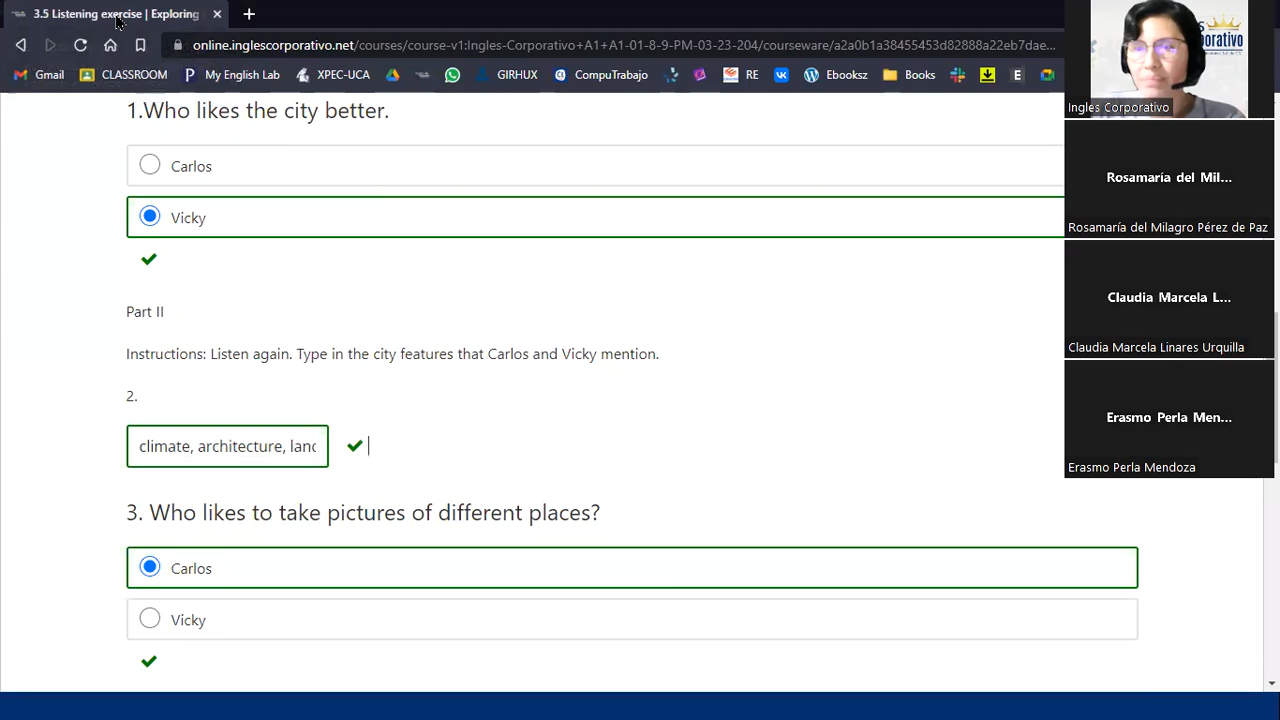 3.5 Listening exercise | Exploring
online.inglescorporativo.net/courses/course-v1:Ingles-Corporativo+A1+A1-01-8-9-PM-03-23-204/courseware/a2a0b1a38455453d82888a22eb7dae...
Gmail CLASSROOM My English Lab XPEC-UCA GIRHUX CompuTrabajo RE Ebooksz Books
1.Who likes the city better.
Carlos
Vicky
Part II
Instructions: Listen again. Type in the city features that Carlos and Vicky mention.
2.
climate, architecture, lanc
3. Who likes to take pictures of different places?
Carlos
Vicky
Ingles Corporativo
Rosamaría del Mil...
Rosamaría del Milagro Pérez de Paz
Claudia Marcela L...
Claudia Marcela Linares Urquilla
Erasmo Perla Men...
Erasmo Perla Mendoza